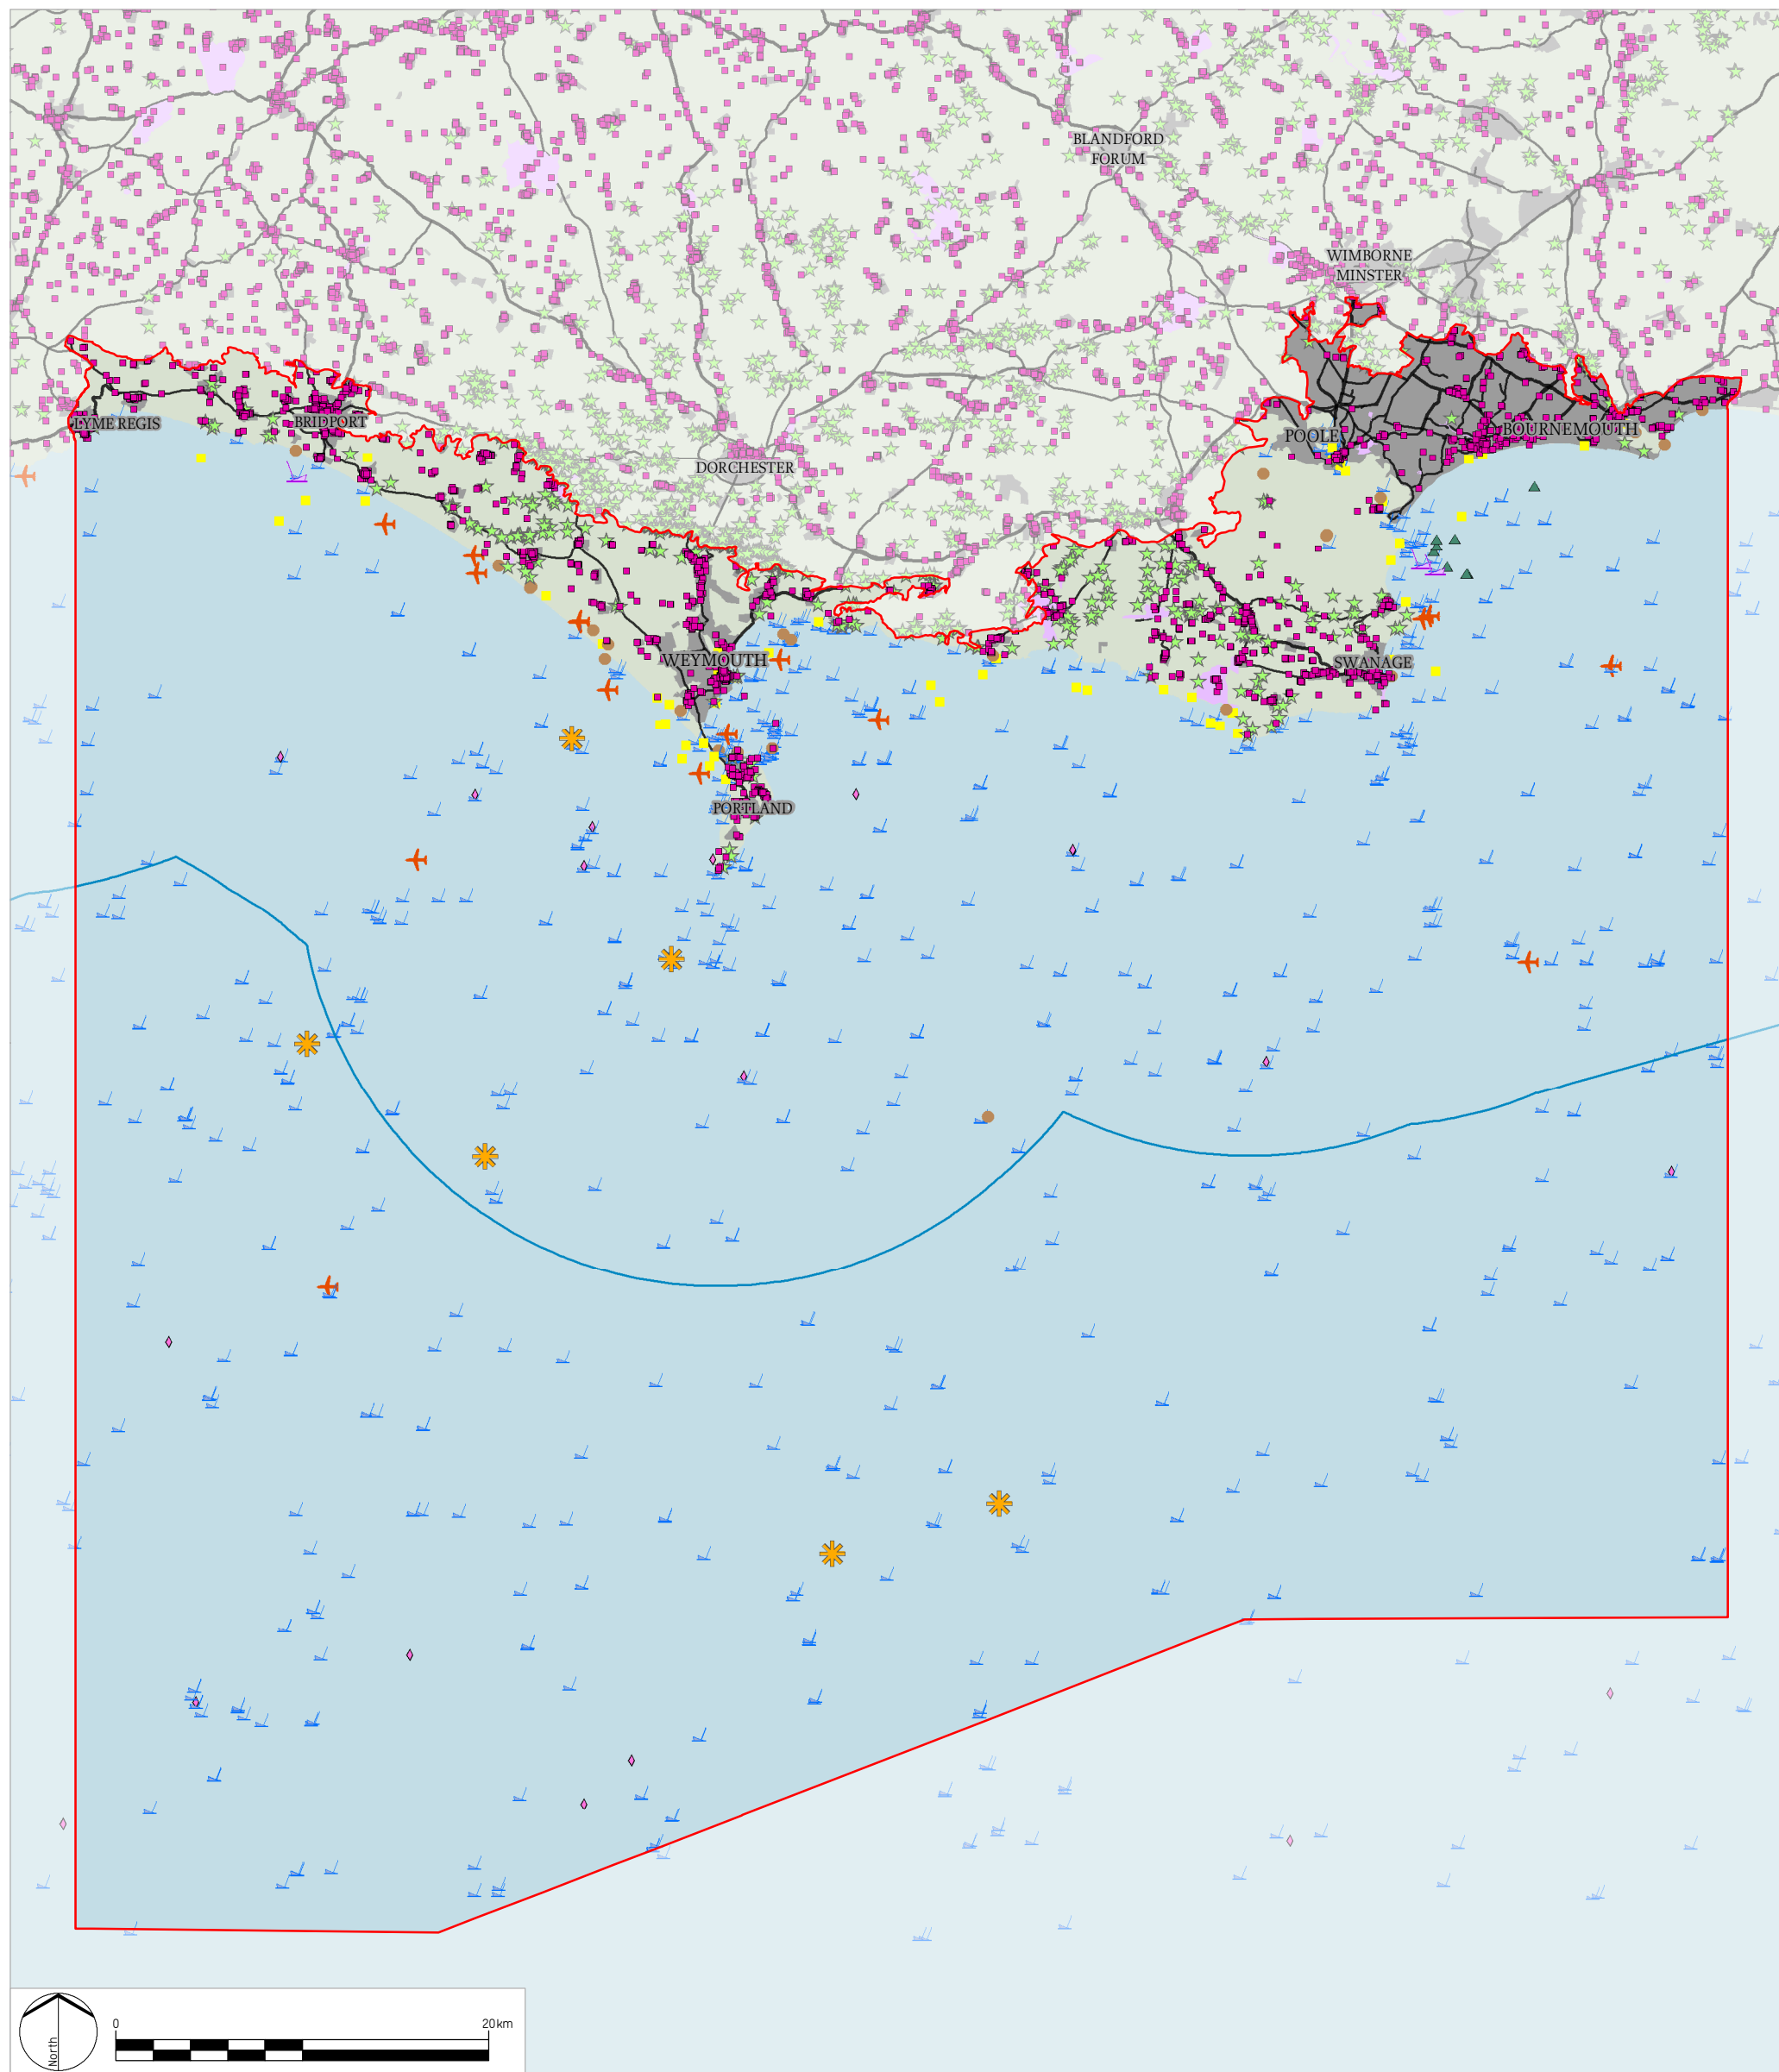 BLANDFORD
FORUM
WIMBORNE
MINSTER
LYME REGIS
BRIDPORT
POOLE
BOURNEMOUTH
DORCHESTER
WEYMOUTH
SWANAGE
PORTLAND
North
0
20km